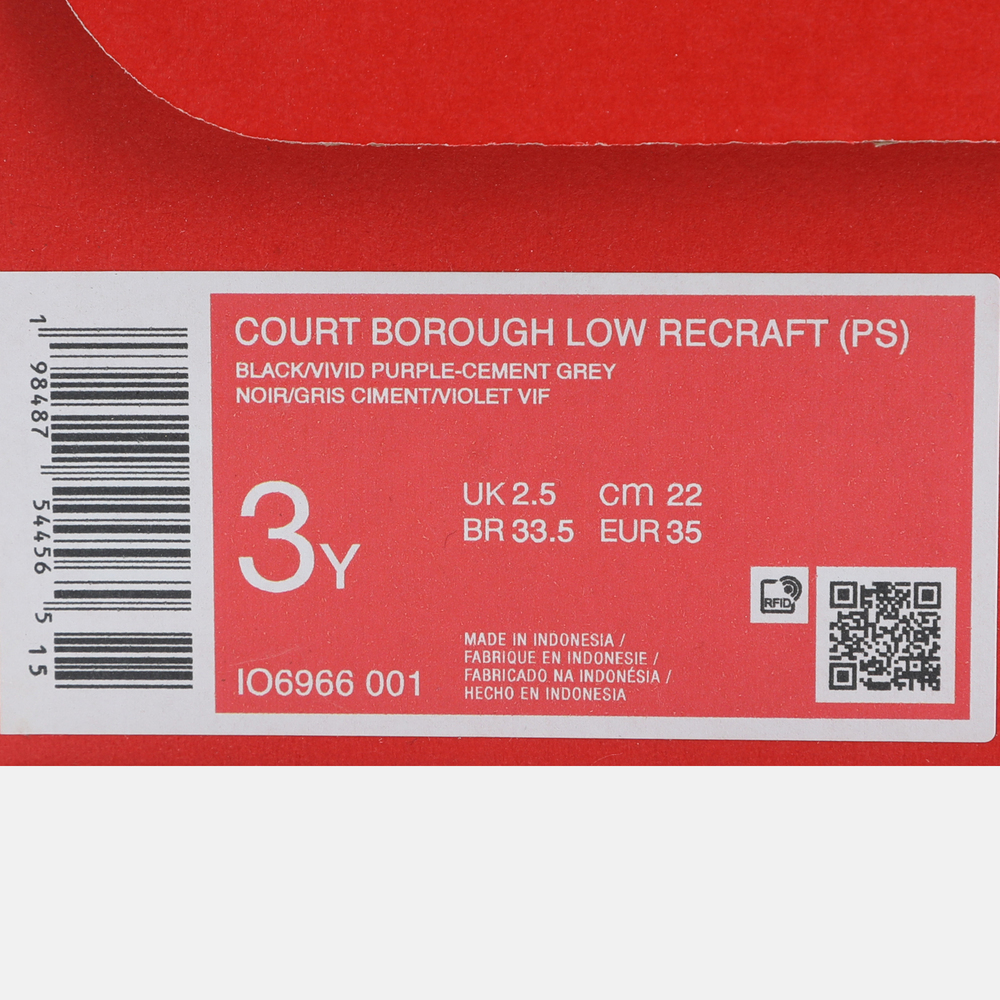 COURT BOROUGH LOW RECRAFT (PS)
BLACK/VIVID PURPLE-CEMENT GREY
NOIR/GRIS CIMENT/VIOLET VIF
3Y
UK 2.5 cm 22
BR 33.5 EUR 35
RFID
MADE IN INDONESIA /
FABRIQUE EN INDONESIE /
FABRICADO NA INDONÉSIA /
HECHO EN INDONESIA
IO6966 001
1 98487 54456 5 15